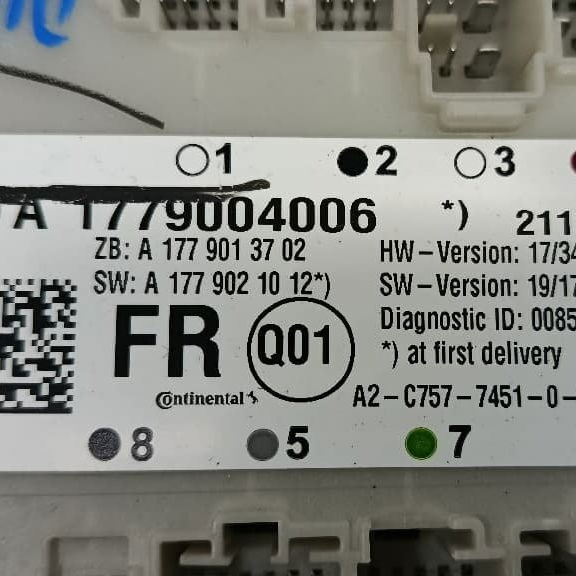 1 2 3
A 1779004006 *) 211
ZB: A 177 901 37 02
HW-Version: 17/34
SW: A 177 902 10 12*)
SW-Version: 19/17
FR Q01
Diagnostic ID: 0085
*) at first delivery
Continental
A2-C757-7451-0-
8 5 7